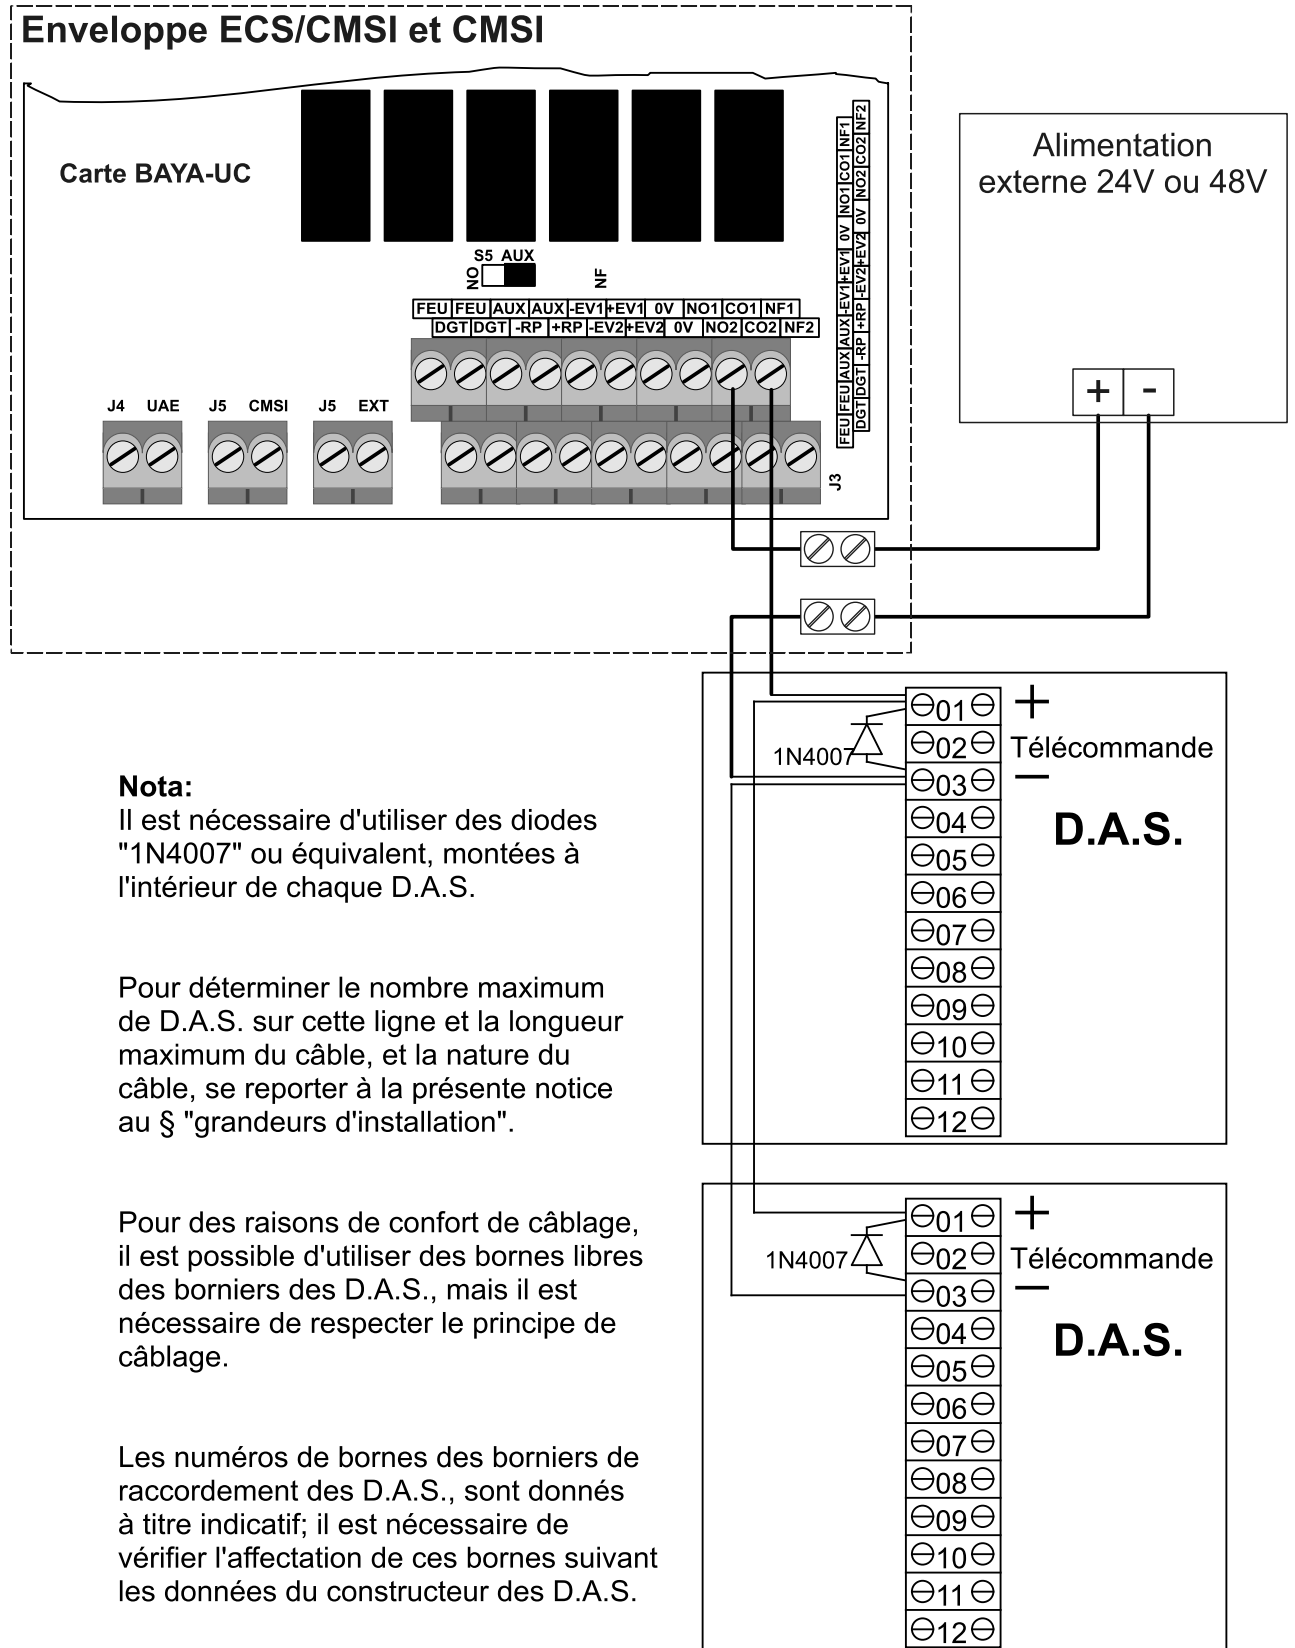 Enveloppe ECS/CMSI et CMSI
Carte BAYA-UC
S5 AUX
NO
NF
FEU FEU AUX AUX -EV1 +EV1 0V NO1 CO1 NF1
DGT DGT -RP +RP -EV2 +EV2 0V NO2 CO2 NF2
FEU FEU AUX AUX -EV1 +EV1 0V NO1 CO1 NF1
DGT DGT -RP +RP -EV2 +EV2 0V NO2 CO2 NF2
J4 UAE
J5 CMSI
J5 EXT
J3
Alimentation
externe 24V ou 48V
+ -
01 +
02 Télécommande
03 −
04
D.A.S.
05
06
07
08
09
10
11
12
1N4007
Nota:
Il est nécessaire d'utiliser des diodes
"1N4007" ou équivalent, montées à
l'intérieur de chaque D.A.S.
Pour déterminer le nombre maximum
de D.A.S. sur cette ligne et la longueur
maximum du câble, et la nature du
câble, se reporter à la présente notice
au § "grandeurs d'installation".
Pour des raisons de confort de câblage,
il est possible d'utiliser des bornes libres
des borniers des D.A.S., mais il est
nécessaire de respecter le principe de
câblage.
Les numéros de bornes des borniers de
raccordement des D.A.S., sont donnés
à titre indicatif; il est nécessaire de
vérifier l'affectation de ces bornes suivant
les données du constructeur des D.A.S.
1N4007
01 +
02 Télécommande
03 −
04
D.A.S.
05
06
07
08
09
10
11
12